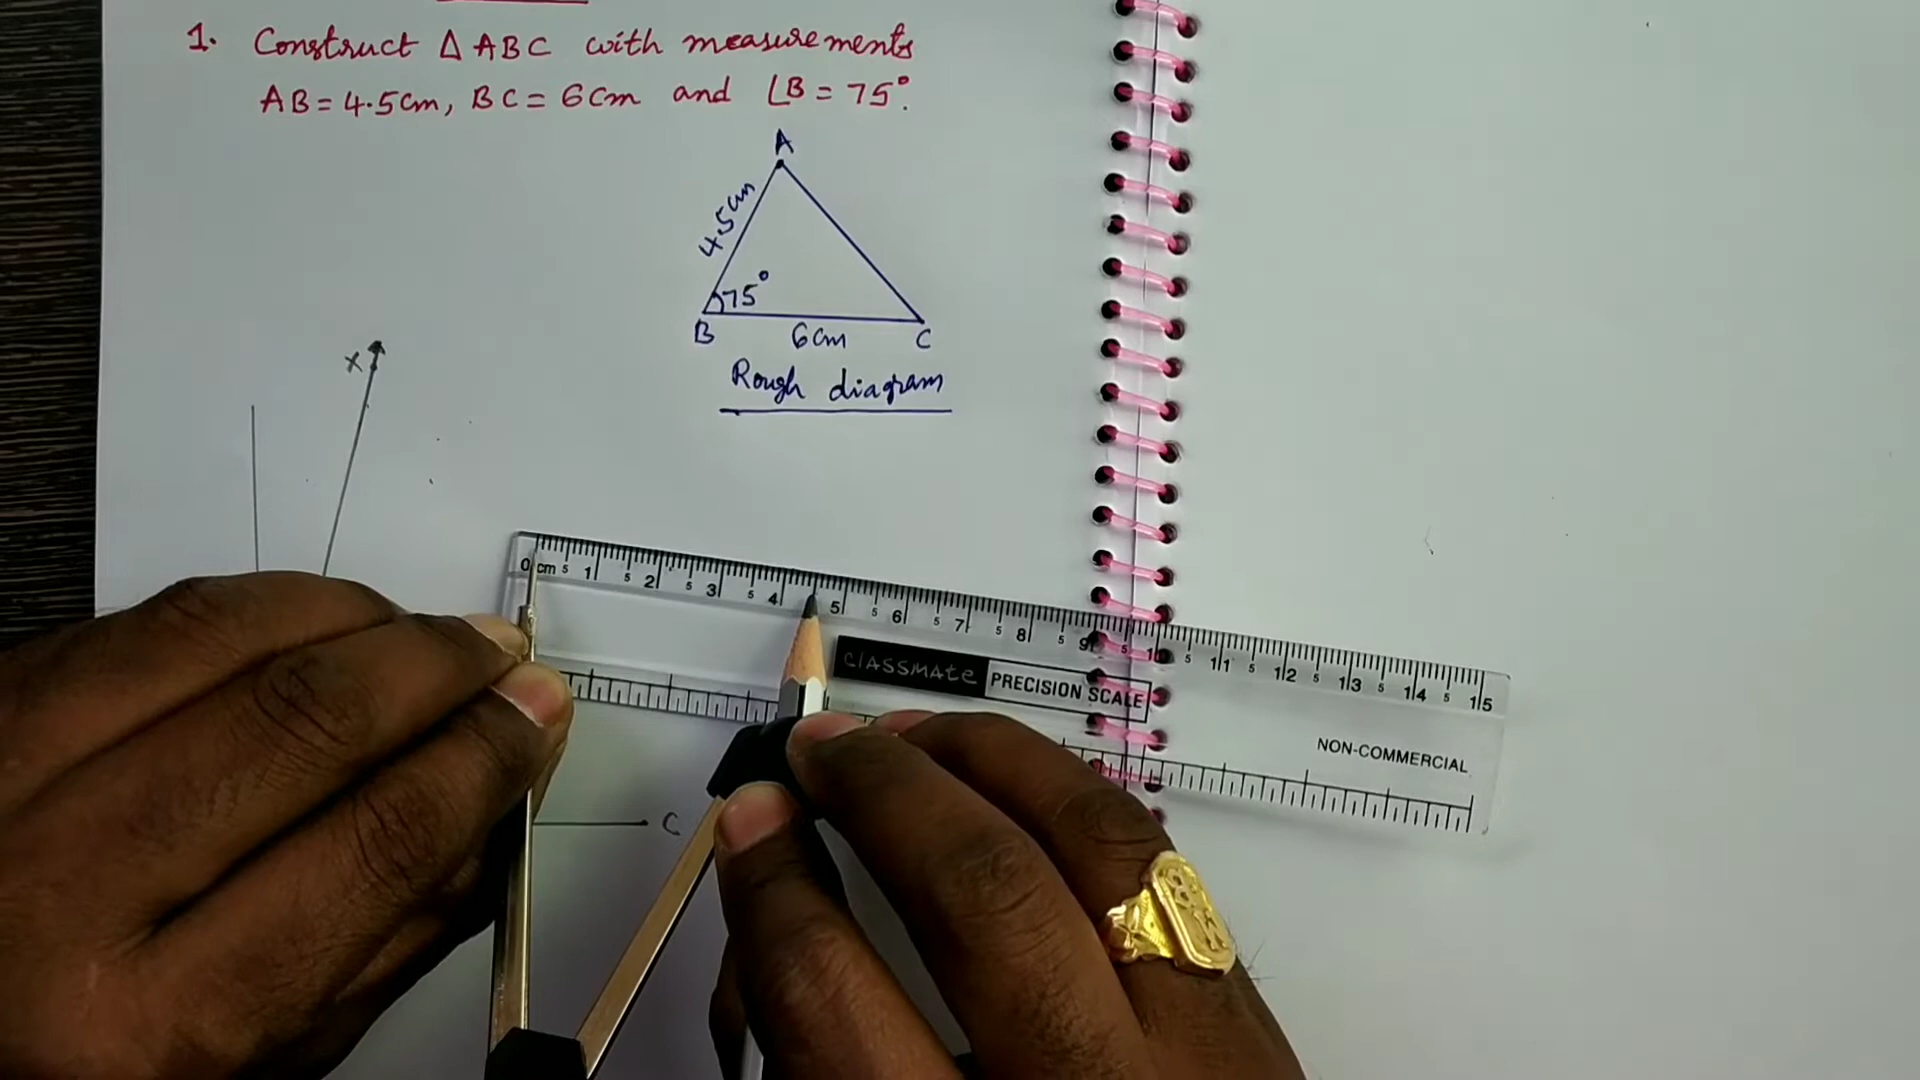 1. Construct △ABC with measurements
AB = 4.5cm, BC = 6cm and ∟B = 75°.
A
4.5cm
75°
B 6cm C
Rough diagram
X
0 cm 5 1 5 2 5 3 5 4 5 5 6 5 7 5 8 5 9 5 10 5 11 5 12 5 13 5 14 5 15
CLASSMATE PRECISION SCALE
NON-COMMERCIAL
C